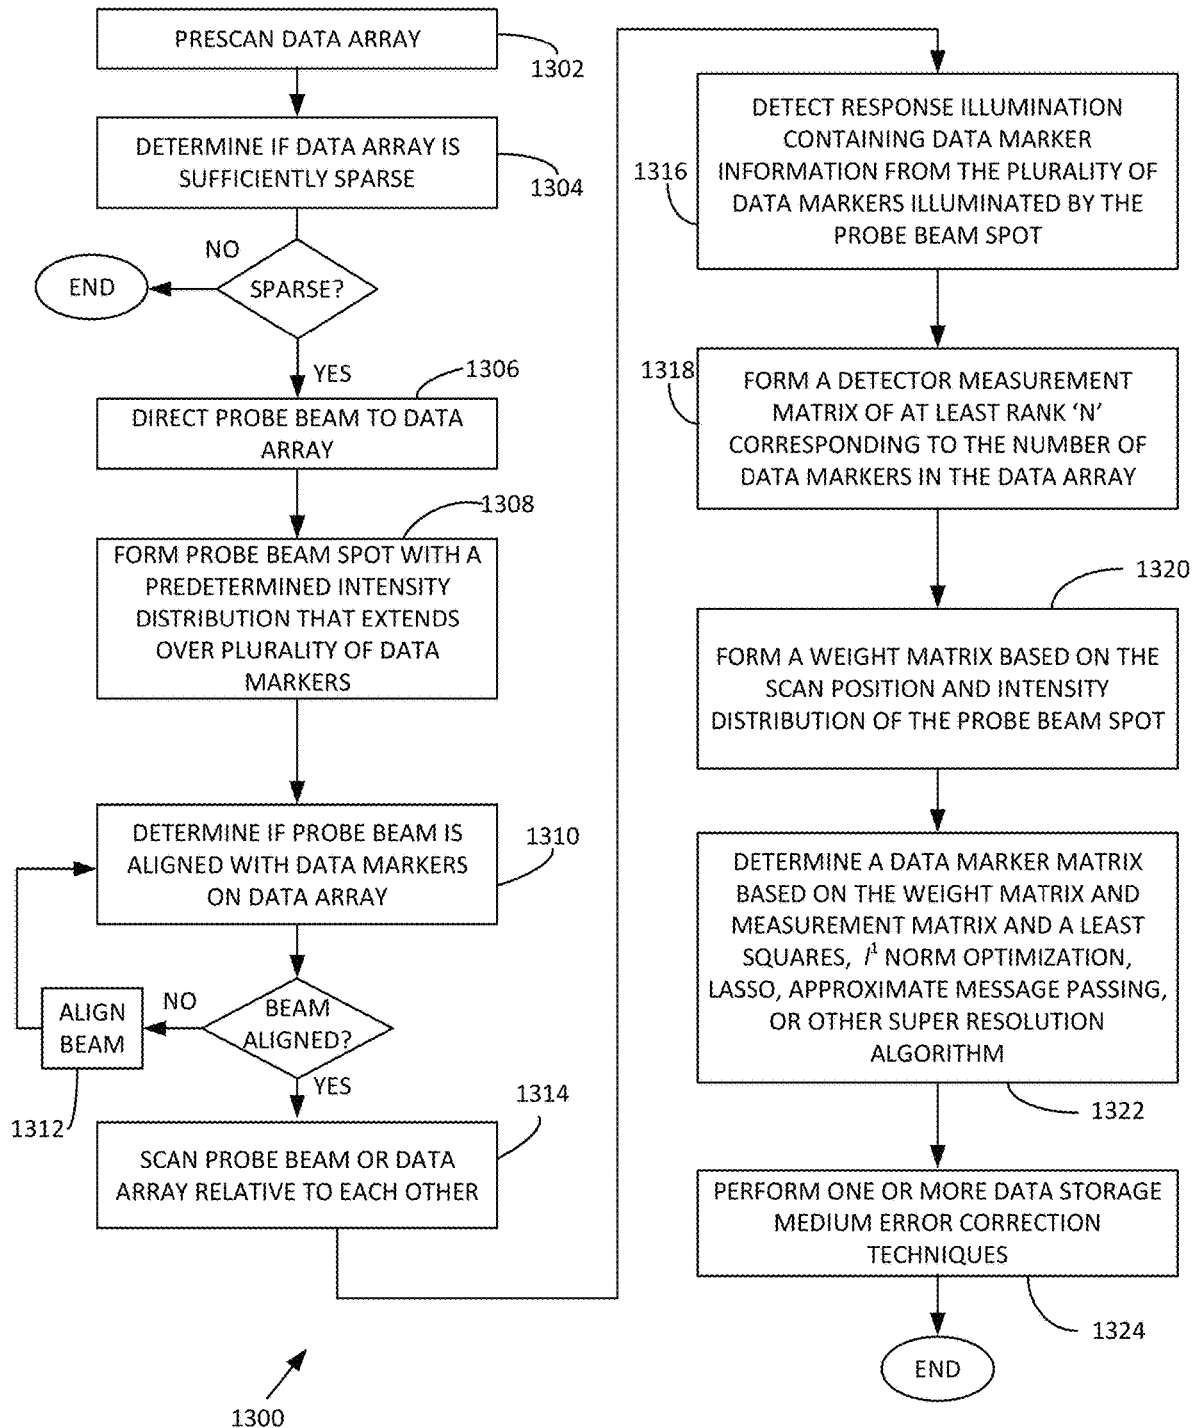 PRESCAN DATA ARRAY
1302
DETERMINE IF DATA ARRAY IS
SUFFICIENTLY SPARSE
1304
NO
SPARSE?
END
YES
1306
DIRECT PROBE BEAM TO DATA
ARRAY
1308
FORM PROBE BEAM SPOT WITH A
PREDETERMINED INTENSITY
DISTRIBUTION THAT EXTENDS
OVER PLURALITY OF DATA
MARKERS
DETERMINE IF PROBE BEAM IS
ALIGNED WITH DATA MARKERS
ON DATA ARRAY
1310
BEAM
ALIGNED?
NO
ALIGN
BEAM
1312
YES
1314
SCAN PROBE BEAM OR DATA
ARRAY RELATIVE TO EACH OTHER
1300
DETECT RESPONSE ILLUMINATION
CONTAINING DATA MARKER
INFORMATION FROM THE PLURALITY OF
DATA MARKERS ILLUMINATED BY THE
PROBE BEAM SPOT
1316
1318
FORM A DETECTOR MEASUREMENT
MATRIX OF AT LEAST RANK ‘N’
CORRESPONDING TO THE NUMBER OF
DATA MARKERS IN THE DATA ARRAY
1320
FORM A WEIGHT MATRIX BASED ON THE
SCAN POSITION AND INTENSITY
DISTRIBUTION OF THE PROBE BEAM SPOT
DETERMINE A DATA MARKER MATRIX
BASED ON THE WEIGHT MATRIX AND
MEASUREMENT MATRIX AND A LEAST
SQUARES, l¹ NORM OPTIMIZATION,
LASSO, APPROXIMATE MESSAGE PASSING,
OR OTHER SUPER RESOLUTION
ALGORITHM
1322
PERFORM ONE OR MORE DATA STORAGE
MEDIUM ERROR CORRECTION
TECHNIQUES
1324
END